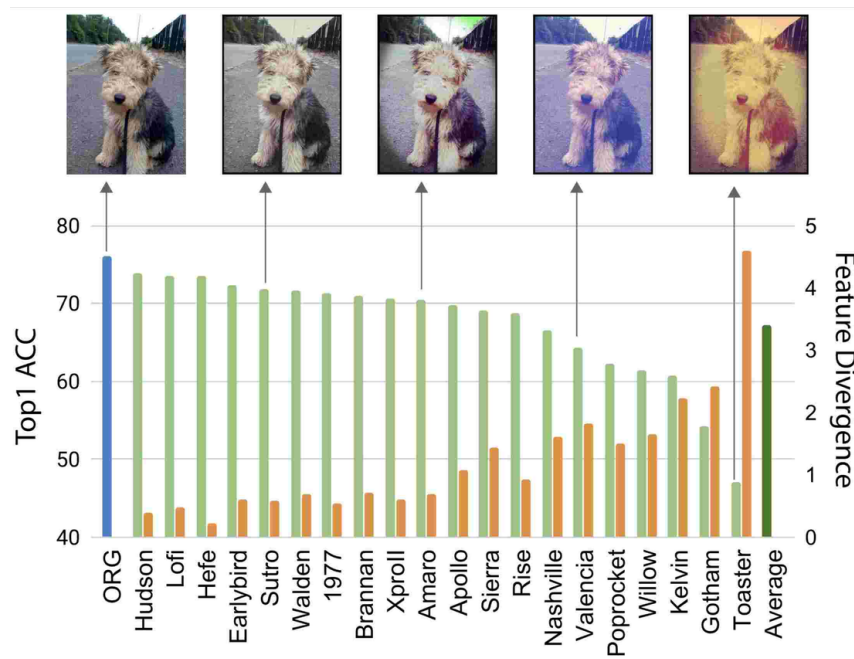 80
70
60
50
40
Top1 ACC
5
4
3
2
1
0
Feature Divergence
ORG
Hudson
Lofi
Hefe
Earlybird
Sutro
Walden
1977
Brannan
Xproll
Amaro
Apollo
Sierra
Rise
Nashville
Valencia
Poprocket
Willow
Kelvin
Gotham
Toaster
Average